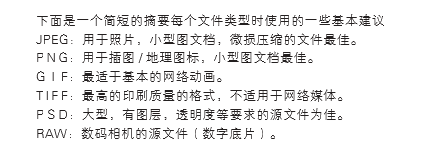 下面是一个简短的摘要每个文件类型时使用的一些基本建议
JPEG：用于照片，小型图文档，微损压缩的文件最佳。
PNG：用于插图/地理图标，小型图文档最佳。
GIF：最适于基本的网络动画。
TIFF：最高的印刷质量的格式，不适用于网络媒体。
PSD：大型，有图层，透明度等要求的源文件为佳。
RAW：数码相机的源文件（数字底片）。